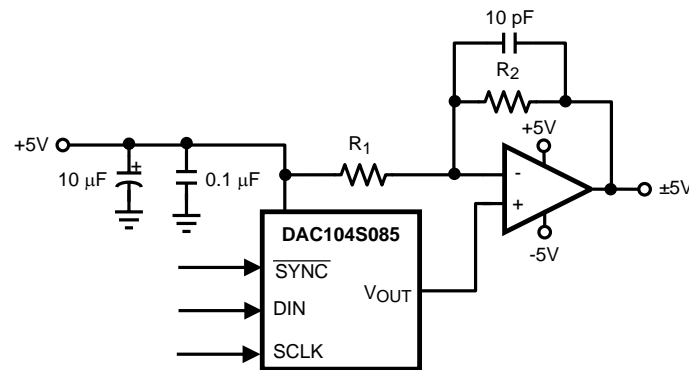 10 pF
R2
+5V
R1
+5V
10 µF
+
0.1 µF
-
+
±5V
-5V
DAC104S085
SYNC
VOUT
DIN
SCLK